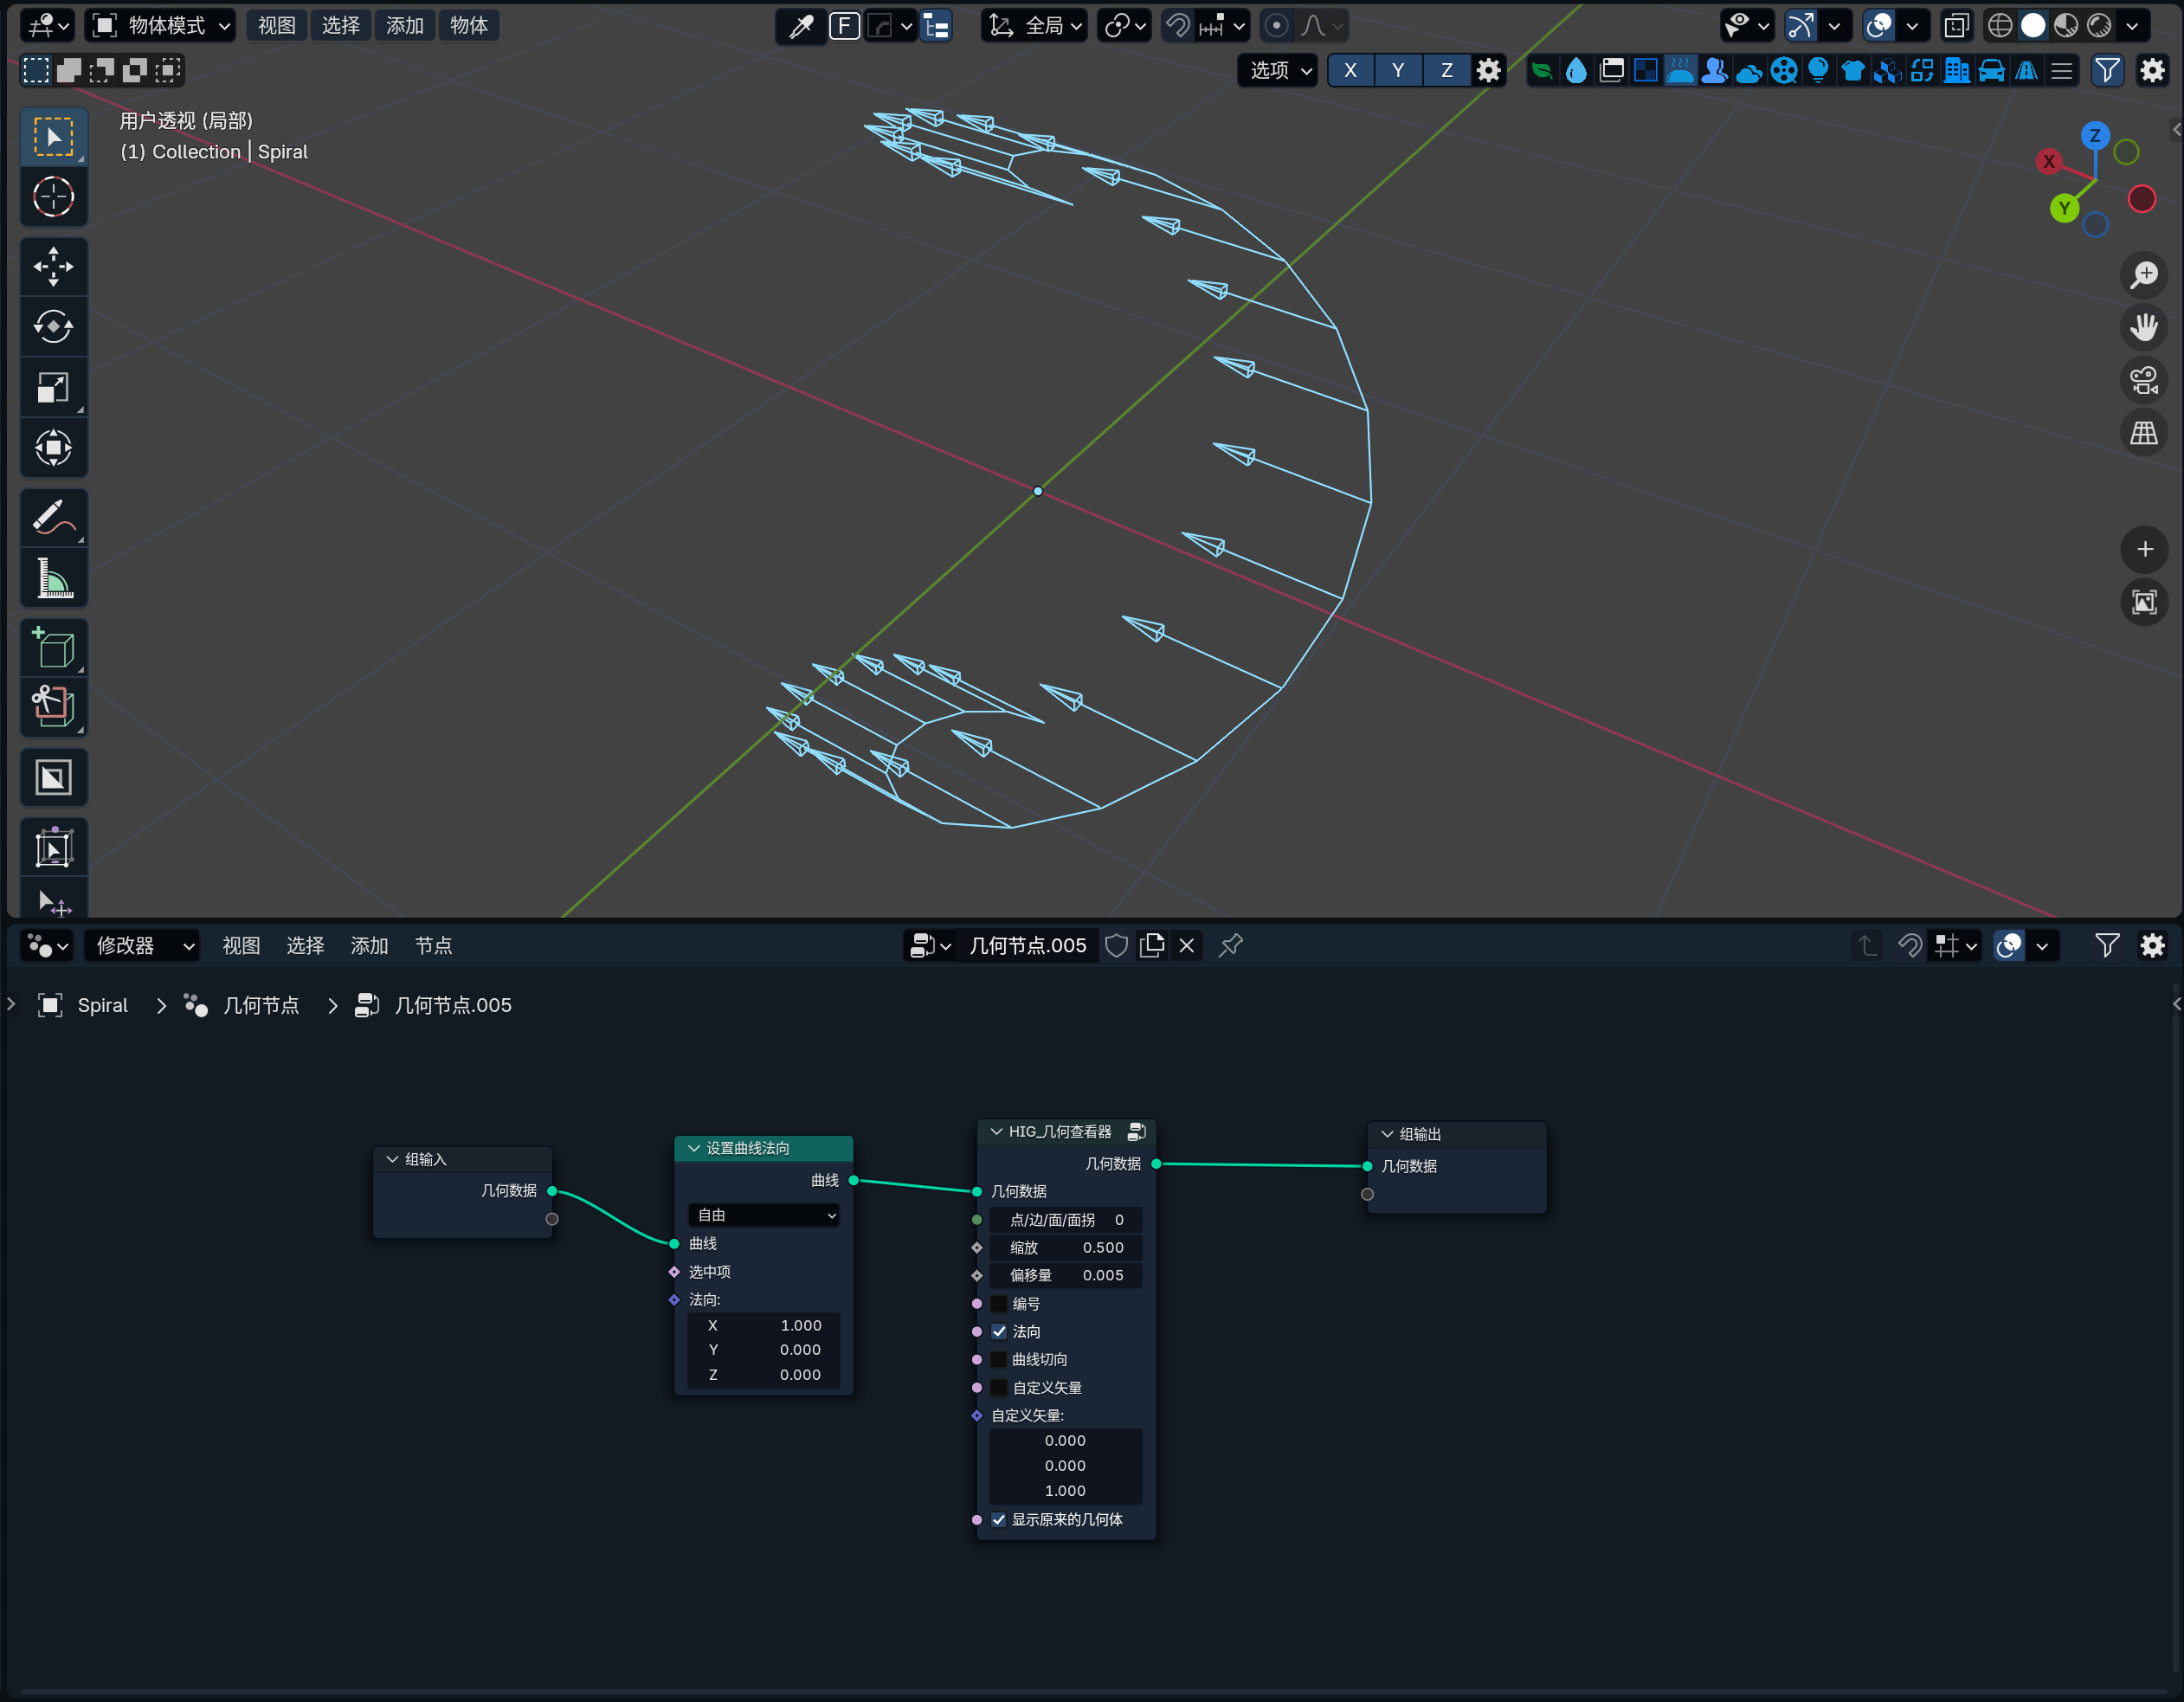 物体模式 视图 选择 添加 物体 F 全局
选项 X Y Z
用户透视 (局部)
(1) Collection | Spiral
Z
X
Y
修改器 视图 选择 添加 节点 几何节点.005
Spiral 几何节点 几何节点.005
组输入
几何数据
设置曲线法向
曲线
自由
曲线
选中项
法向:
X 1.000
Y 0.000
Z 0.000
HIG_几何查看器
几何数据
几何数据
点/边/面/面拐 0
缩放 0.500
偏移量 0.005
编号
法向
曲线切向
自定义矢量
自定义矢量:
0.000
0.000
1.000
显示原来的几何体
组输出
几何数据